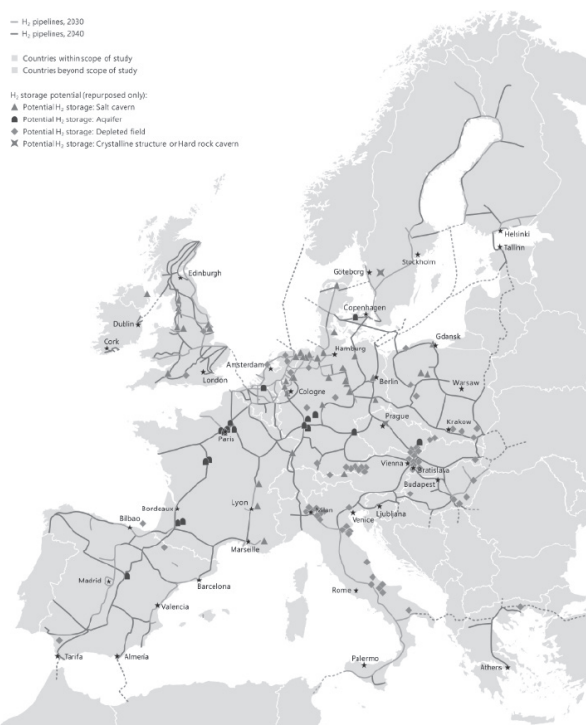 H₂ pipelines, 2030
H₂ pipelines, 2040
Countries within scope of study
Countries beyond scope of study
H₂ storage potential (repurposed only):
Potential H₂ storage: Salt cavern
Potential H₂ storage: Aquifer
Potential H₂ storage: Depleted field
Potential H₂ storage: Crystalline structure or Hard rock cavern
Helsinki
Tallinn
Stockholm
Göteborg
Edinburgh
Copenhagen
Dublin
Cork
Gdansk
Hamburg
Amsterdam
London
Berlin
Warsaw
Cologne
Prague
Krakow
Paris
Vienna
Bratislava
Budapest
Lyon
Milan
Ljubljana
Venice
Bordeaux
Bilbao
Marseille
Madrid
Barcelona
Rome
Valencia
Tarifa
Almería
Palermo
Athens